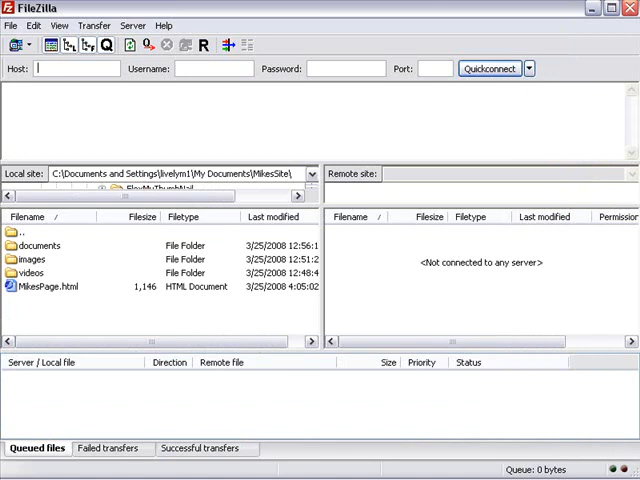 FileZilla
File Edit View Transfer Server Help
Host: Username: Password: Port: Quickconnect
Local site: C:\Documents and Settings\livelym1\My Documents\MikesSite\ Remote site:
FlexMyThumbNail
Filename / Filesize Filetype Last modified Filename / Filesize Filetype Last modified Permission
..
documents File Folder 3/25/2008 12:56:1
images File Folder 3/25/2008 12:51:2
videos File Folder 3/25/2008 12:48:4
MikesPage.html 1,146 HTML Document 3/25/2008 4:05:02
<Not connected to any server>
Server / Local file Direction Remote file Size Priority Status
Queued files Failed transfers Successful transfers
Queue: 0 bytes